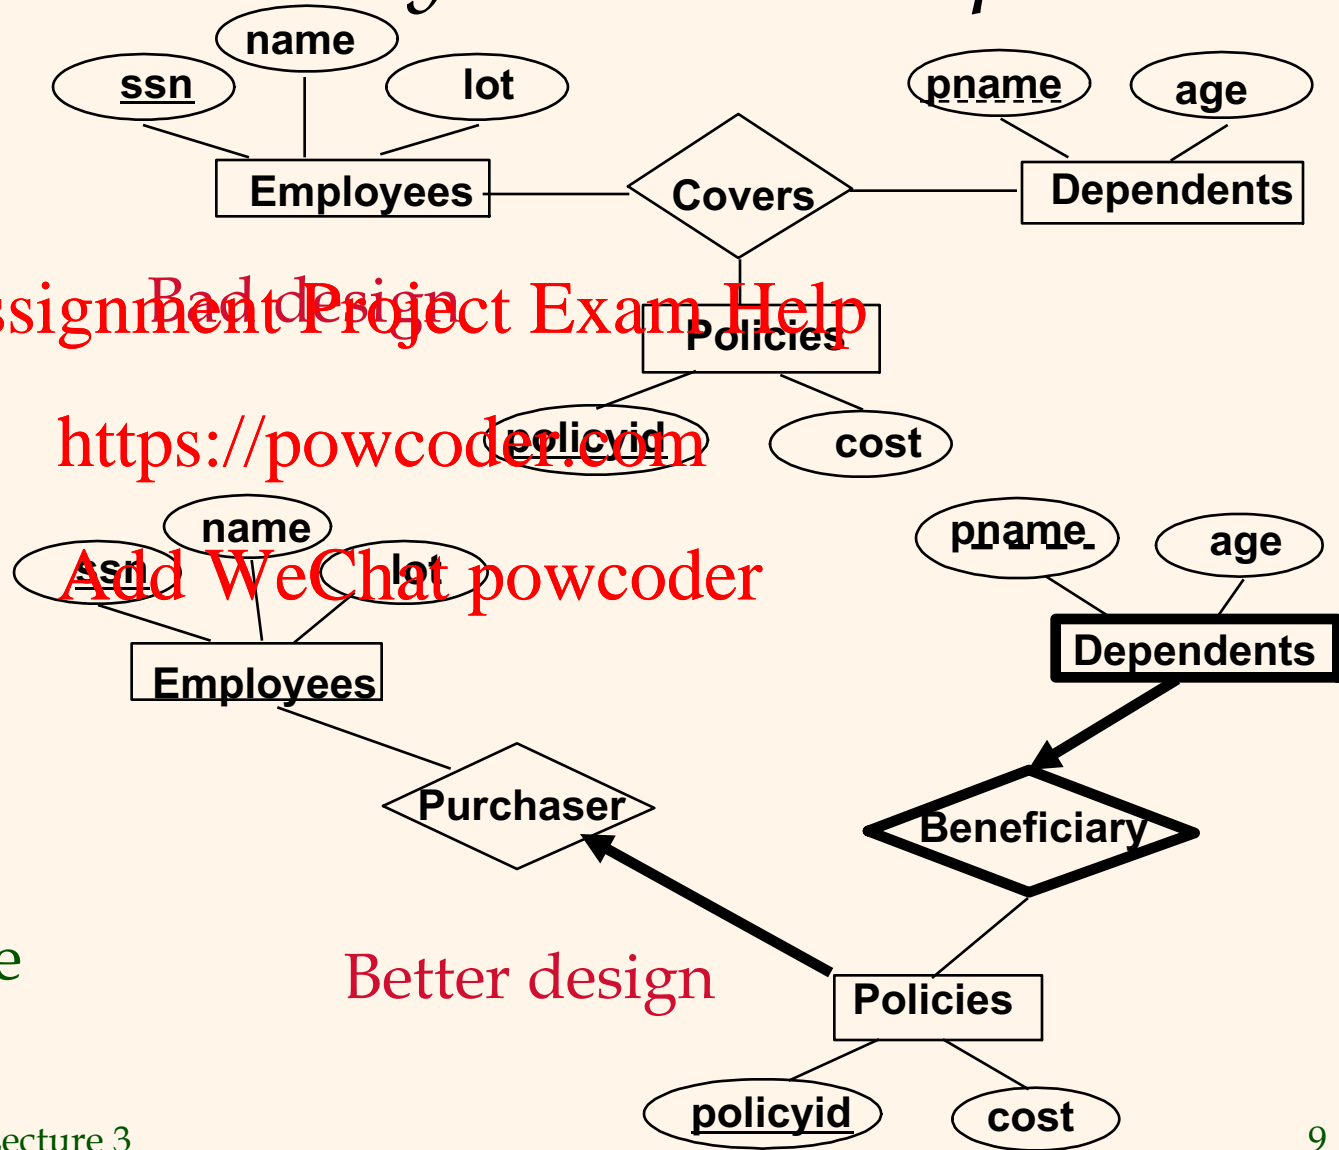 name
ssn
lot
pname
age
Employees
Covers
Dependents
Bad design
ssignment Project Exam Help
Policies
https://powcoder.com
policyid
cost
name
ssn
lot
pname
age
Add WeChat powcoder
Dependents
Employees
Purchaser
Beneficiary
e
Better design
Policies
policyid
cost
ecture 3
9